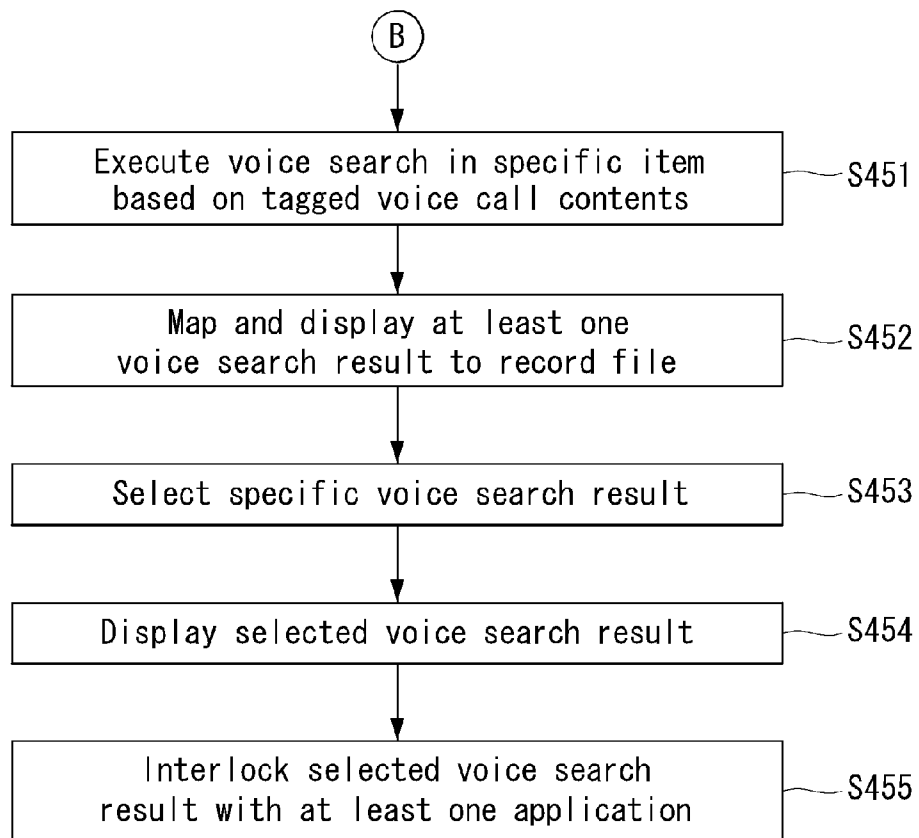 B
Execute voice search in specific item
based on tagged voice call contents
S451
Map and display at least one
voice search result to record file
S452
Select specific voice search result
S453
Display selected voice search result
S454
Interlock selected voice search
result with at least one application
S455